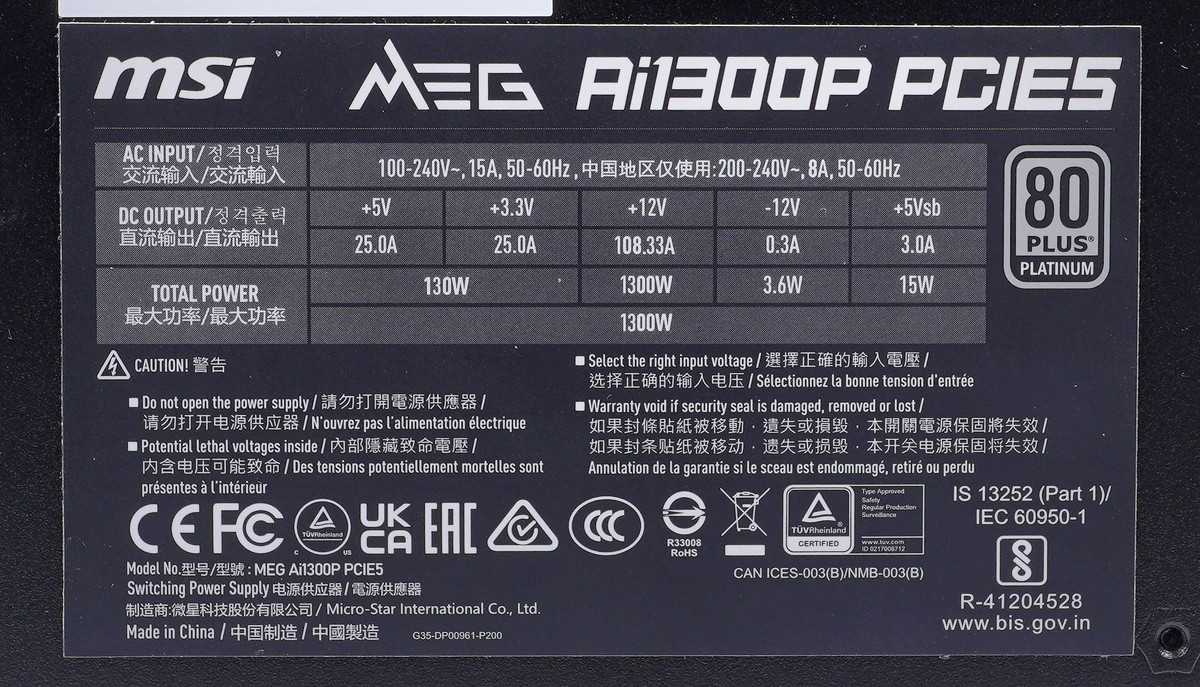 msi MEG Ai1300P PCIE5
AC INPUT/정격입력
交流输入/交流輸入
100-240V~, 15A, 50-60Hz , 中国地区仅使用:200-240V~, 8A, 50-60Hz
DC OUTPUT/정격출력
直流输出/直流輸出
+5V +3.3V +12V -12V +5Vsb
25.0A 25.0A 108.33A 0.3A 3.0A
TOTAL POWER
最大功率/最大功率
130W 1300W 3.6W 15W
1300W
80
PLUS®
PLATINUM
CAUTION! 警告
■ Do not open the power supply / 請勿打開電源供應器 /
请勿打开电源供应器 / N'ouvrez pas l'alimentation électrique
■ Potential lethal voltages inside / 內部隱藏致命電壓 /
内含电压可能致命 / Des tensions potentiellement mortelles sont
présentes à l'intérieur
■ Select the right input voltage / 選擇正確的輸入電壓 /
选择正确的输入电压 / Sélectionnez la bonne tension d'entrée
■ Warranty void if security seal is damaged, removed or lost /
如果封條貼紙被移動﹐遺失或損毀﹐本開關電源保固將失效 /
如果封条贴纸被移动﹐遗失或损毁﹐本开关电源保固将失效 /
Annulation de la garantie si le sceau est endommagé, retiré ou perdu
CE FC
TÜVRheinland
C US
UK
CA
EAC
CCC
R33008
RoHS
TÜVRheinland®
CERTIFIED
Type Approved
Safety
Regular Production
Surveillance
www.tuv.com
ID 0217008712
CAN ICES-003(B)/NMB-003(B)
IS 13252 (Part 1)/
IEC 60950-1
R-41204528
www.bis.gov.in
Model No.型号/型號 : MEG Ai1300P PCIE5
Switching Power Supply 电源供应器/電源供應器
制造商:微星科技股份有限公司 / Micro-Star International Co., Ltd.
Made in China / 中国制造 / 中國製造
G35-DP00961-P200